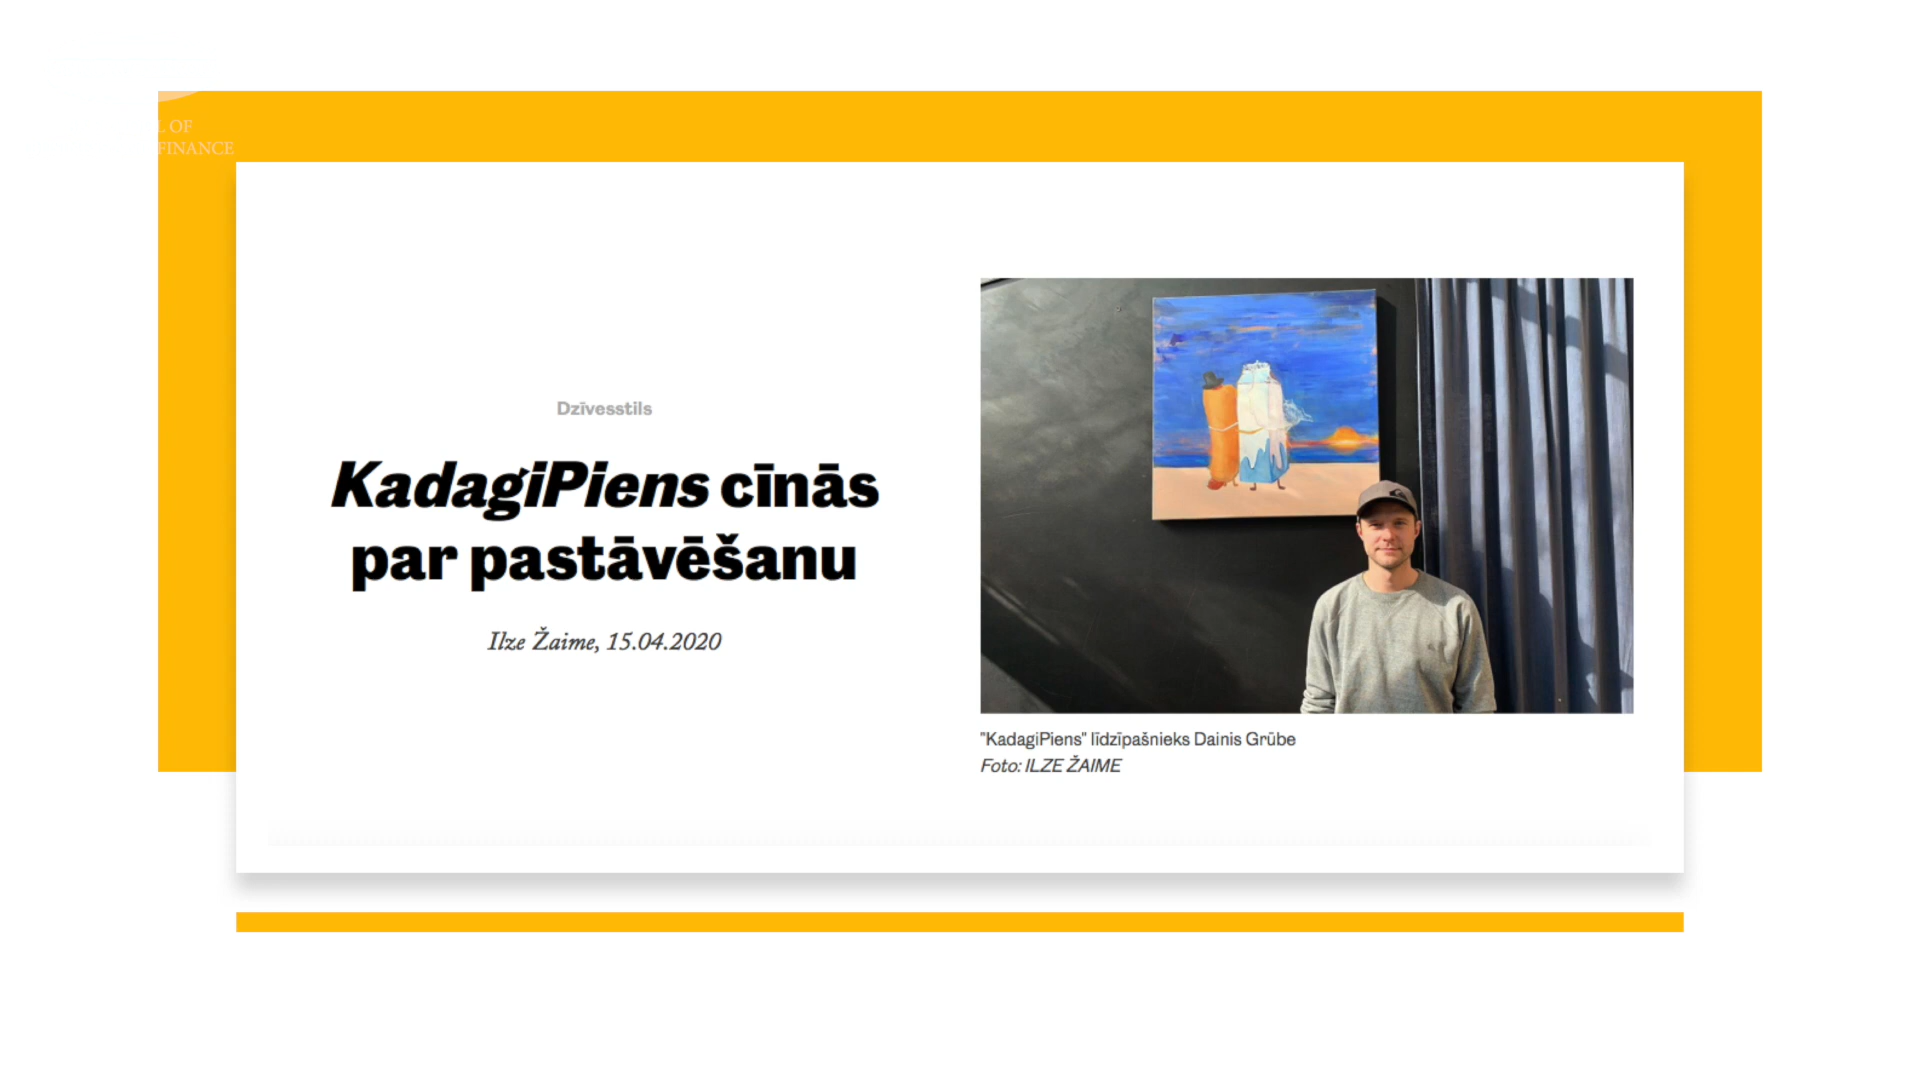 L OF
FINANCE
Dzīvesstils
KadagiPiens cīnās
par pastāvēšanu
Ilze Žaime, 15.04.2020
"KadagiPiens" līdzīpašnieks Dainis Grūbe
Foto: ILZE ŽAIME